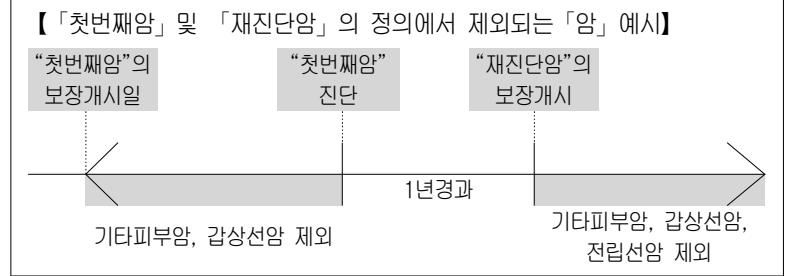 【「첫번째암」및 「재진단암」의 정의에서 제외되는「암」예시】
“첫번째암”의
보장개시일
“첫번째암”
진단
“재진단암”의
보장개시
1년경과
기타피부암, 갑상선암 제외
기타피부암, 갑상선암,
전립선암 제외